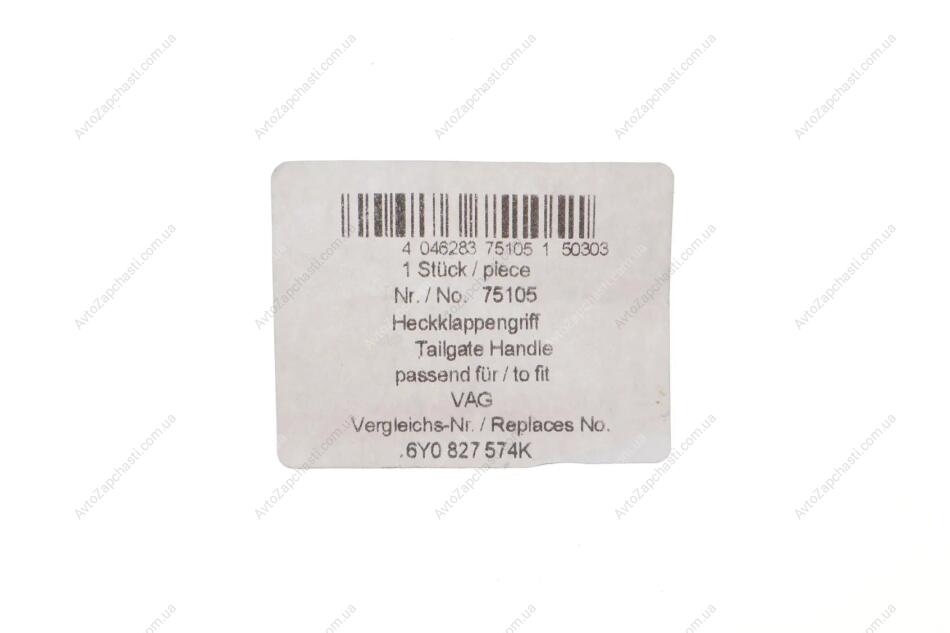 4 046283 75105 1 50303
1 Stück / piece
Nr. / No. 75105
Heckklappengriff
Tailgate Handle
passend für / to fit
VAG
Vergleichs-Nr. / Replaces No.
.6Y0 827 574K
AvtoZapchasti.com.ua